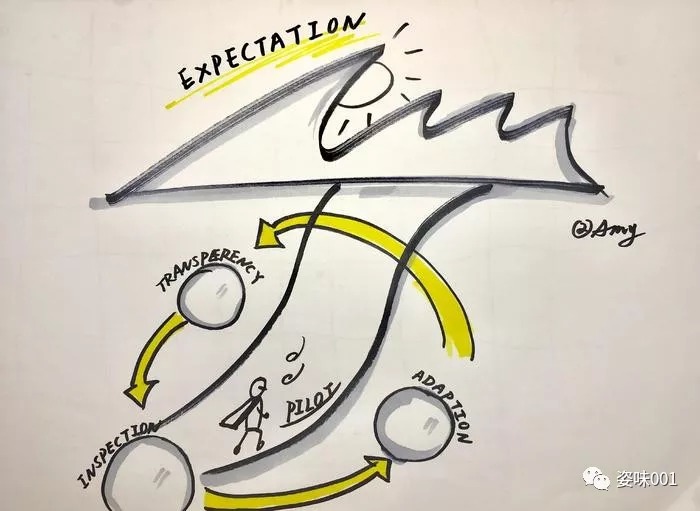 EXPECTATION
@Amy
TRANSPERENCY
PILOT
ADAPTION
INSPECTION
姿味001